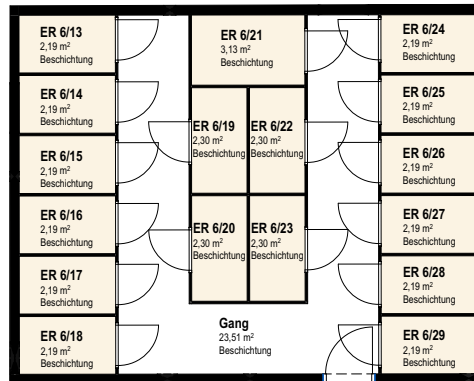 ER 6/13
2,19 m²
Beschichtung
ER 6/14
2,19 m²
Beschichtung
ER 6/15
2,19 m²
Beschichtung
ER 6/16
2,19 m²
Beschichtung
ER 6/17
2,19 m²
Beschichtung
ER 6/18
2,19 m²
Beschichtung
ER 6/21
3,13 m²
Beschichtung
ER 6/19
2,30 m²
Beschichtung
ER 6/22
2,30 m²
Beschichtung
ER 6/20
2,30 m²
Beschichtung
ER 6/23
2,30 m²
Beschichtung
Gang
23,51 m²
Beschichtung
ER 6/24
2,19 m²
Beschichtung
ER 6/25
2,19 m²
Beschichtung
ER 6/26
2,19 m²
Beschichtung
ER 6/27
2,19 m²
Beschichtung
ER 6/28
2,19 m²
Beschichtung
ER 6/29
2,19 m²
Beschichtung